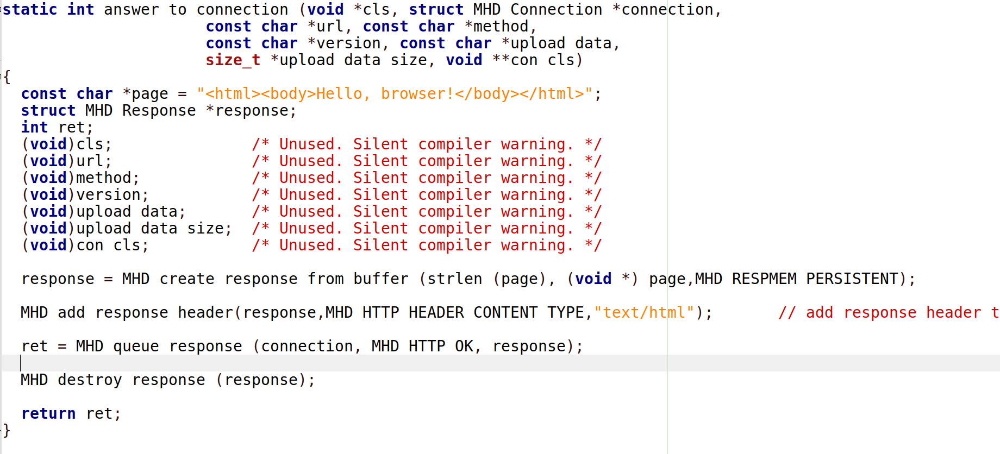 static int answer to connection (void *cls, struct MHD Connection *connection,
                      const char *url, const char *method,
                      const char *version, const char *upload data,
                      size_t *upload data size, void **con cls)
{
  const char *page = "<html><body>Hello, browser!</body></html>";
  struct MHD Response *response;
  int ret;
  (void)cls;               /* Unused. Silent compiler warning. */
  (void)url;               /* Unused. Silent compiler warning. */
  (void)method;            /* Unused. Silent compiler warning. */
  (void)version;           /* Unused. Silent compiler warning. */
  (void)upload data;       /* Unused. Silent compiler warning. */
  (void)upload data size;  /* Unused. Silent compiler warning. */
  (void)con cls;           /* Unused. Silent compiler warning. */

  response = MHD create response from buffer (strlen (page), (void *) page,MHD RESPMEM PERSISTENT);

  MHD add response header(response,MHD HTTP HEADER CONTENT TYPE,"text/html");       // add response header t

  ret = MHD queue response (connection, MHD HTTP OK, response);

  MHD destroy response (response);

  return ret;
}